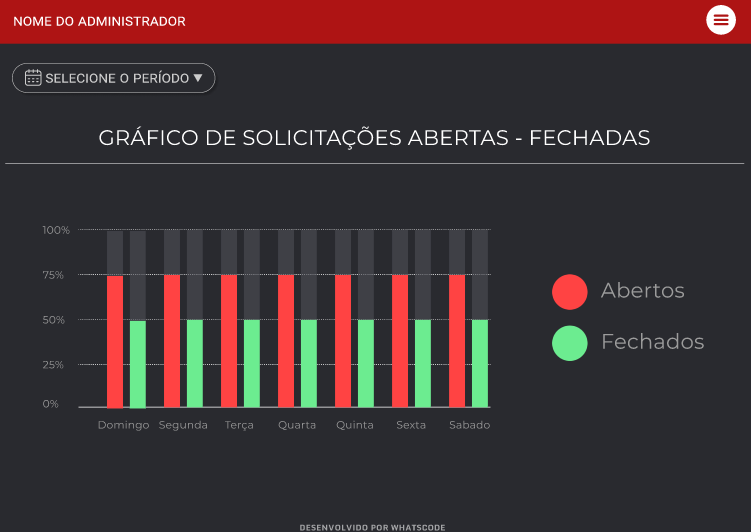 NOME DO ADMINISTRADOR
SELECIONE O PERÍODO
GRÁFICO DE SOLICITAÇÕES ABERTAS - FECHADAS
100%
75%
50%
25%
0%
Domingo Segunda Terça Quarta Quinta Sexta Sabado
Abertos
Fechados
DESENVOLVIDO POR WHATSCODE